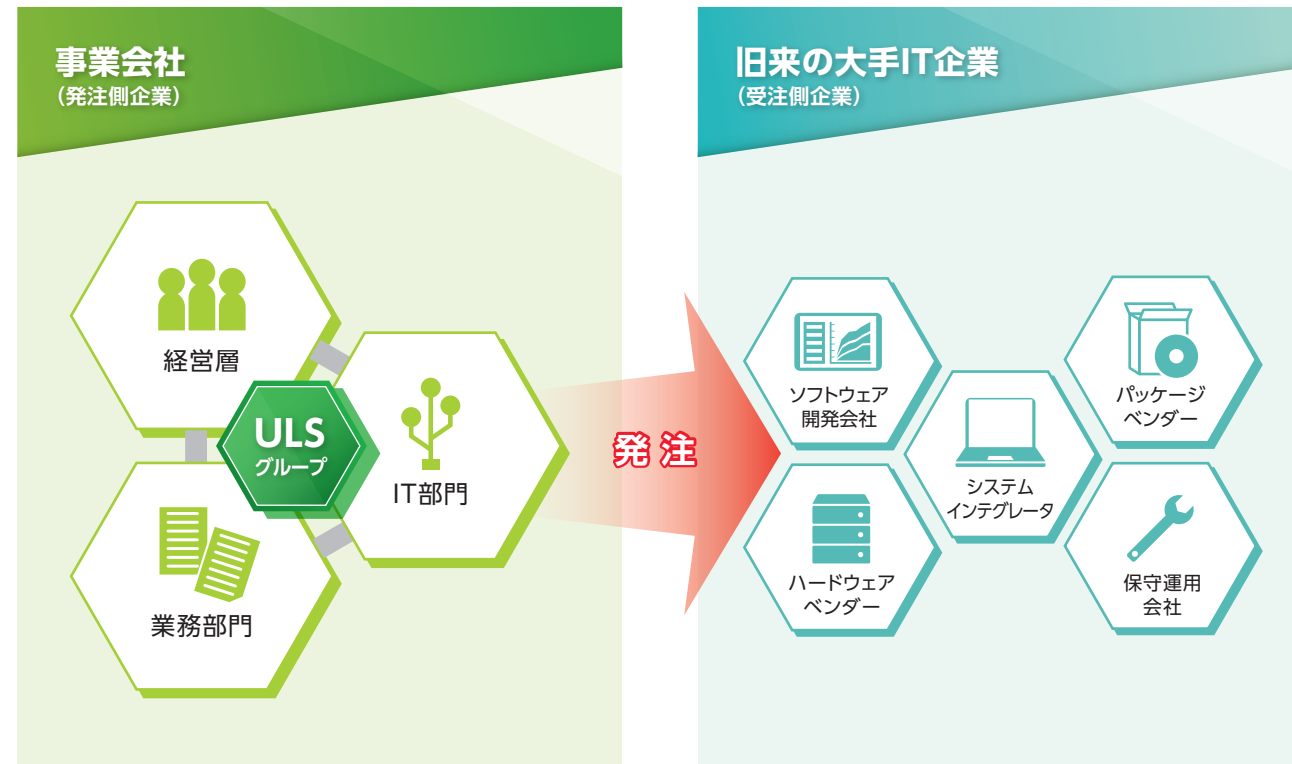 事業会社
(発注側企業)
経営層
ULS
グループ
IT部門
業務部門
発注
旧来の大手IT企業
(受注側企業)
ソフトウェア
開発会社
パッケージ
ベンダー
システム
インテグレータ
ハードウェア
ベンダー
保守運用
会社